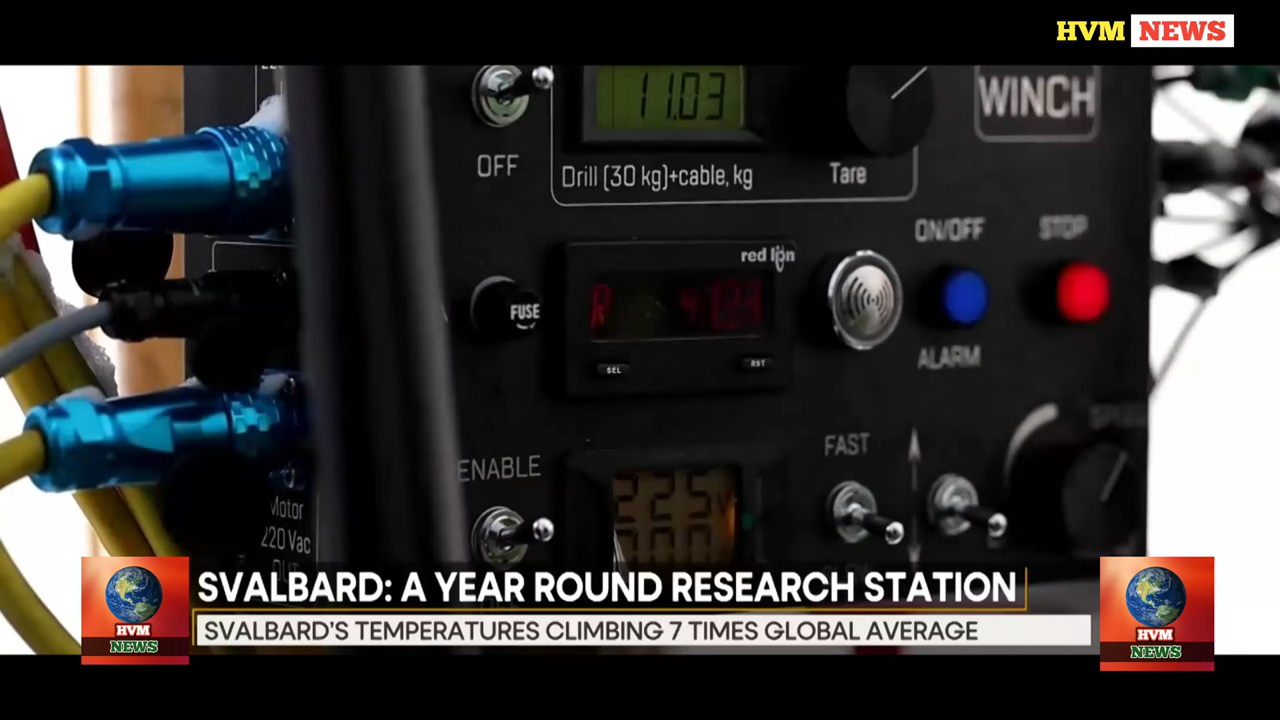 HVM NEWS
11.03
WINCH
OFF
Drill (30 kg)+cable, kg
Tare
ON/OFF
STOP
red lion
R
FUSE
SEL
RST
ALARM
ENABLE
FAST
225
Motor
220 Vac
OUT
SVALBARD: A YEAR ROUND RESEARCH STATION
SVALBARD'S TEMPERATURES CLIMBING 7 TIMES GLOBAL AVERAGE
HVM
NEWS
HVM
NEWS